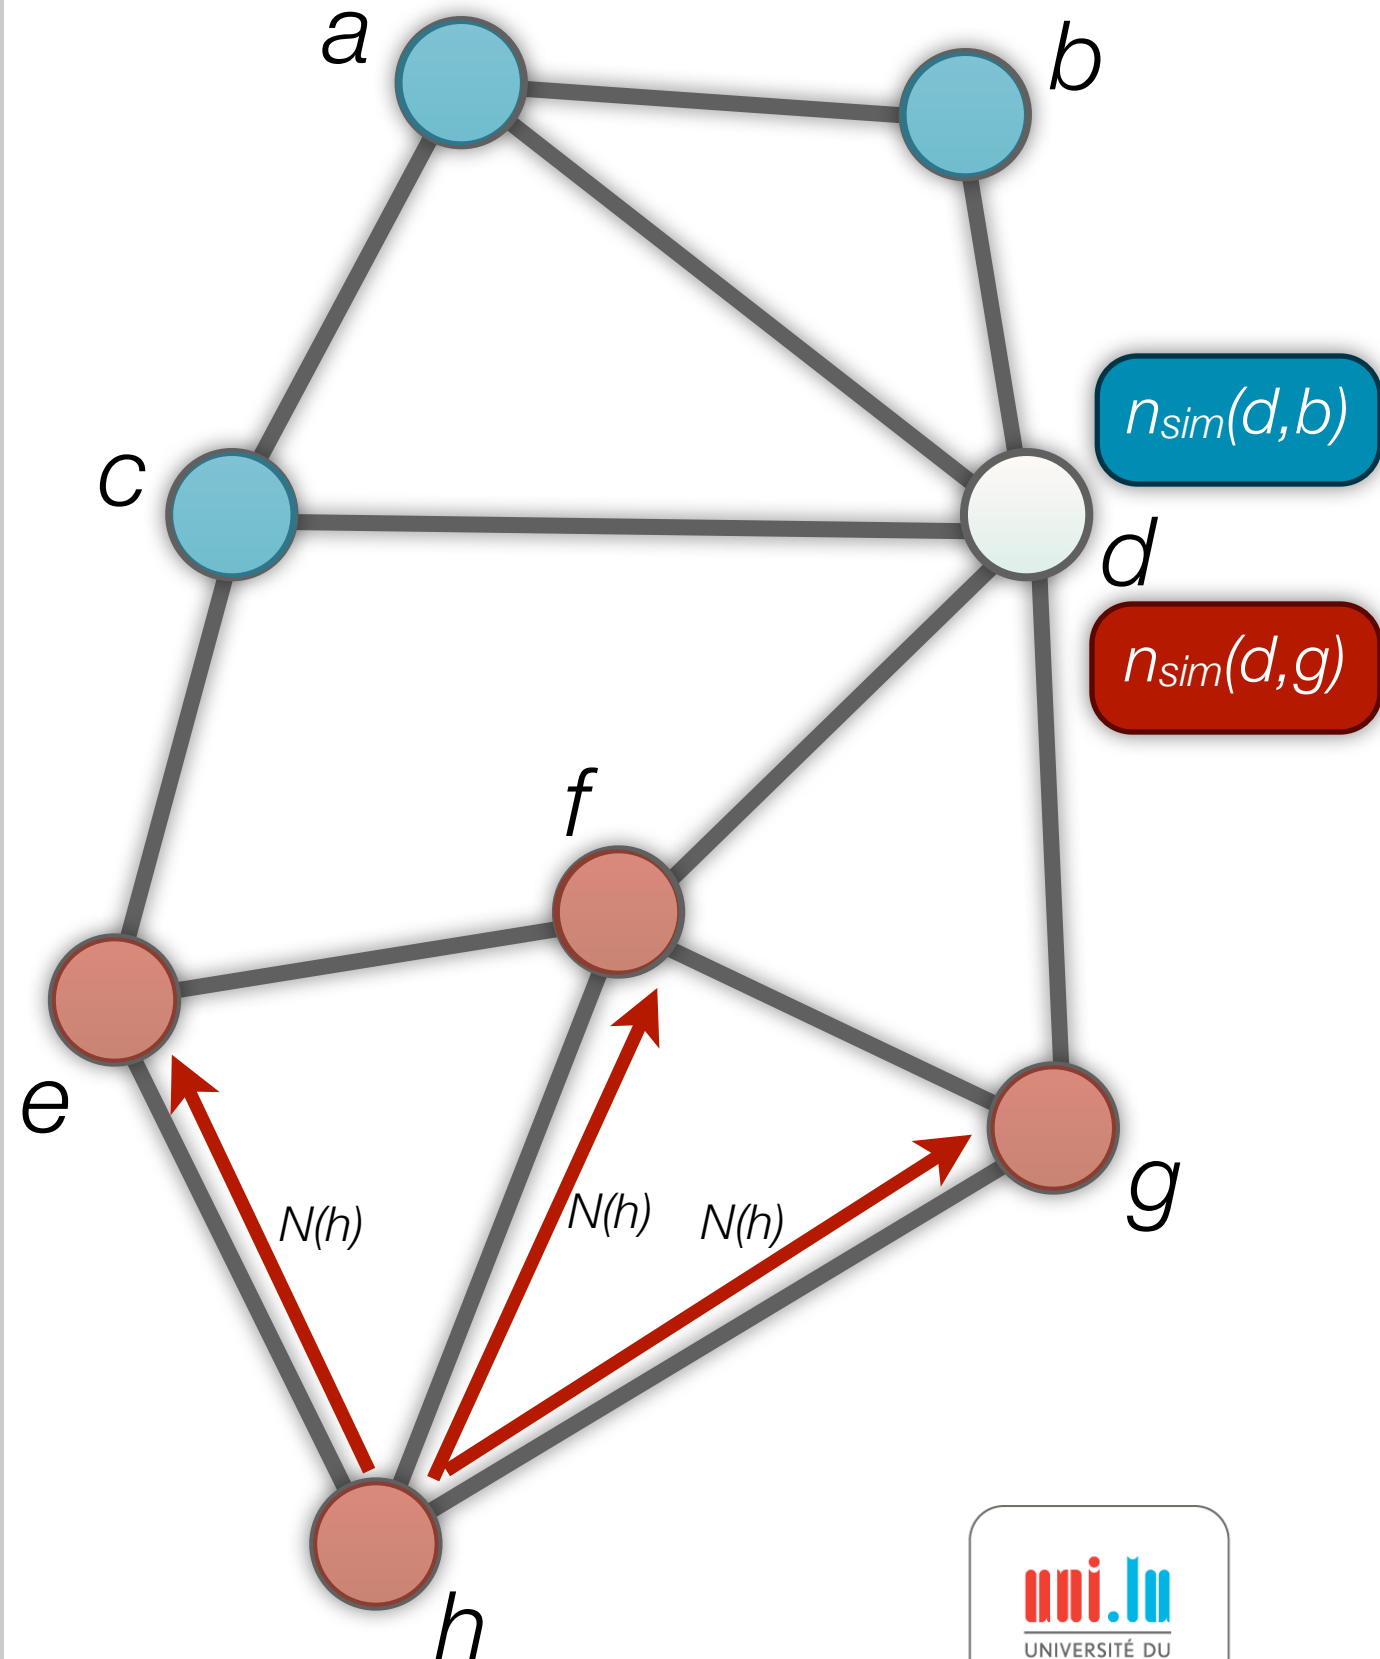 a
b
nsim(d,b)
c
d
nsim(d,g)
f
e
g
N(h)
N(h)
N(h)
h
uni.lu
UNIVERSITÉ DU